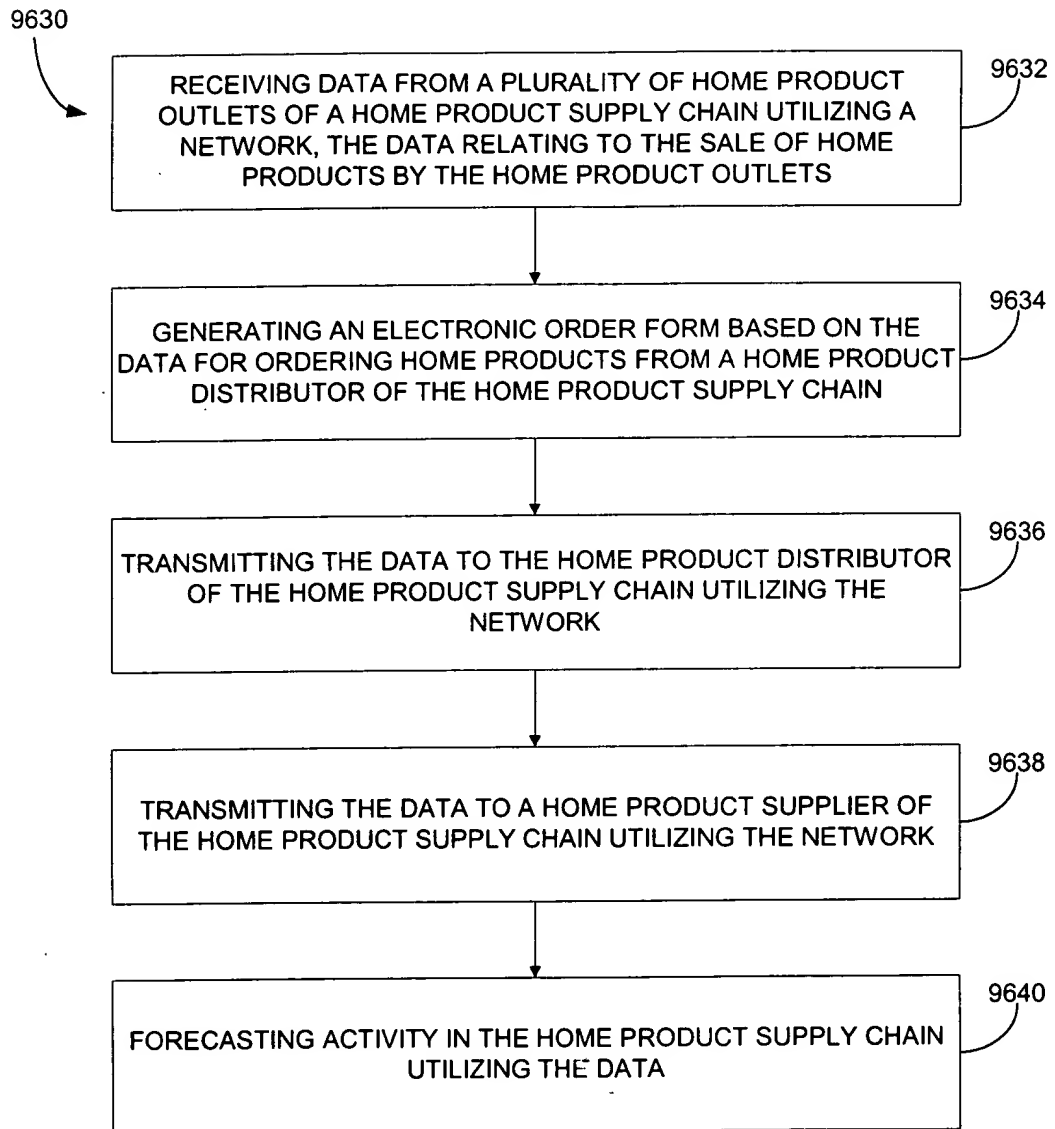 9630
RECEIVING DATA FROM A PLURALITY OF HOME PRODUCT
OUTLETS OF A HOME PRODUCT SUPPLY CHAIN UTILIZING A
NETWORK, THE DATA RELATING TO THE SALE OF HOME
PRODUCTS BY THE HOME PRODUCT OUTLETS
9632
GENERATING AN ELECTRONIC ORDER FORM BASED ON THE
DATA FOR ORDERING HOME PRODUCTS FROM A HOME PRODUCT
DISTRIBUTOR OF THE HOME PRODUCT SUPPLY CHAIN
9634
TRANSMITTING THE DATA TO THE HOME PRODUCT DISTRIBUTOR
OF THE HOME PRODUCT SUPPLY CHAIN UTILIZING THE
NETWORK
9636
TRANSMITTING THE DATA TO A HOME PRODUCT SUPPLIER OF
THE HOME PRODUCT SUPPLY CHAIN UTILIZING THE NETWORK
9638
FORECASTING ACTIVITY IN THE HOME PRODUCT SUPPLY CHAIN
UTILIZING THE DATA
9640